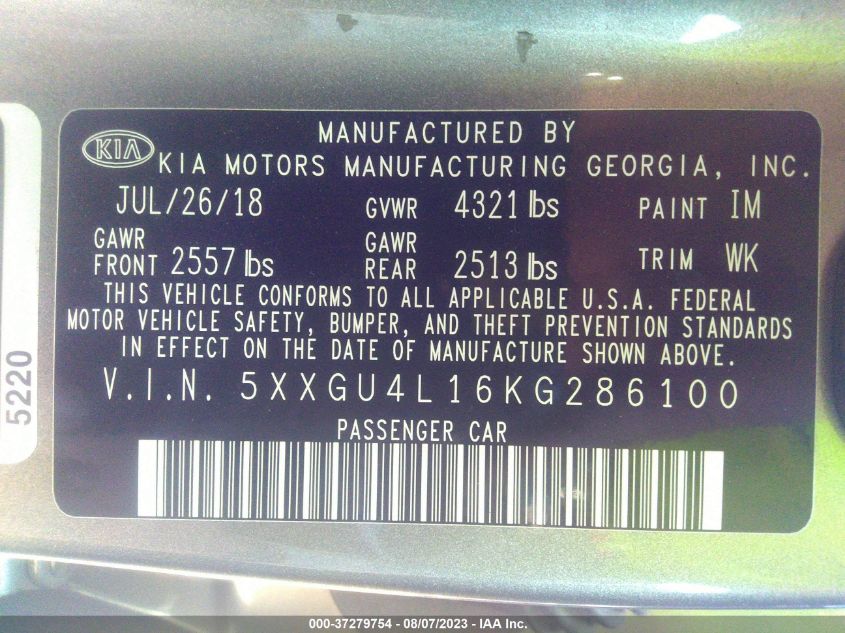 MANUFACTURED BY
KIA KIA MOTORS MANUFACTURING GEORGIA, INC.
JUL/26/18 GVWR 4321 lbs PAINT IM
GAWR FRONT 2557 lbs GAWR REAR 2513 lbs TRIM WK
THIS VEHICLE CONFORMS TO ALL APPLICABLE U.S.A. FEDERAL
MOTOR VEHICLE SAFETY, BUMPER, AND THEFT PREVENTION STANDARDS
IN EFFECT ON THE DATE OF MANUFACTURE SHOWN ABOVE.
V.I.N. 5XXGU4L16KG286100
PASSENGER CAR
5220
000-37279754 - 08/07/2023 - IAA Inc.